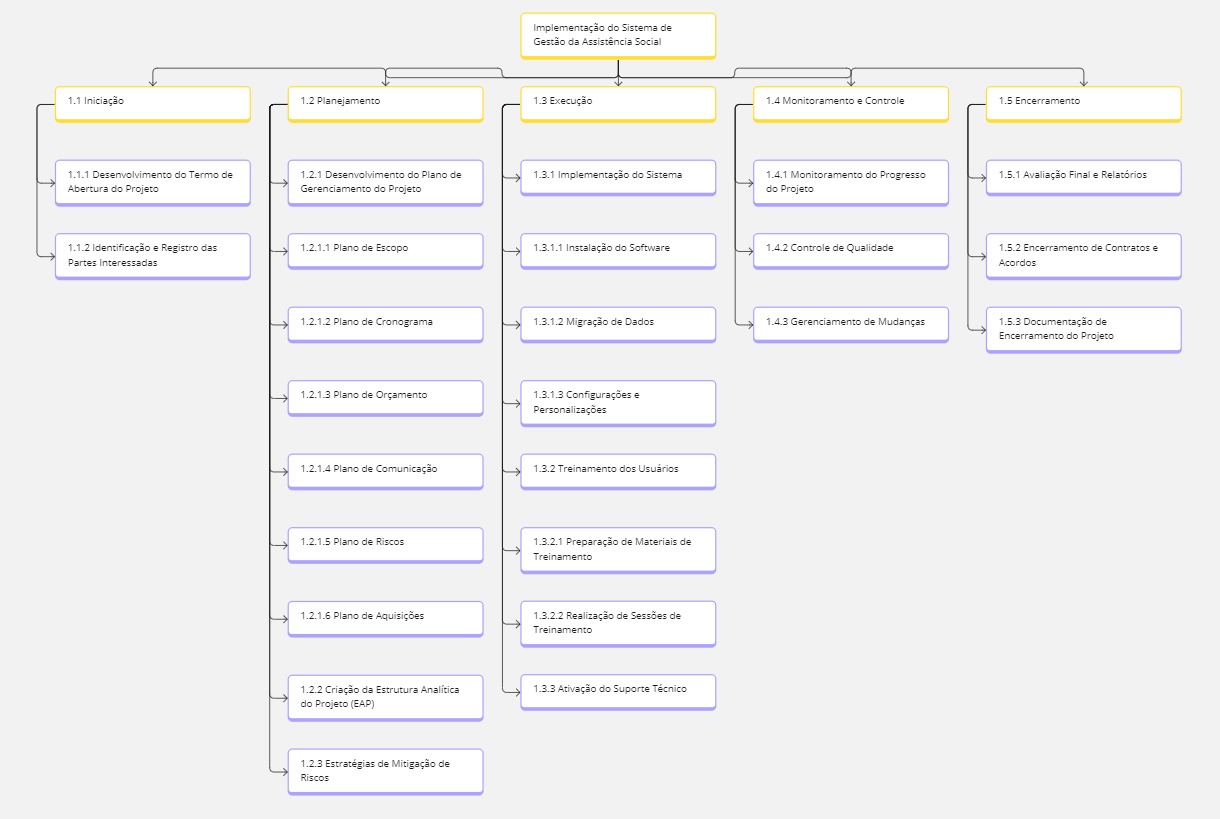 Implementação do Sistema de
Gestão da Assistência Social
1.1 Iniciação
1.1.1 Desenvolvimento do Termo de
Abertura do Projeto
1.1.2 Identificação e Registro das
Partes Interessadas
1.2 Planejamento
1.2.1 Desenvolvimento do Plano de
Gerenciamento do Projeto
1.2.1.1 Plano de Escopo
1.2.1.2 Plano de Cronograma
1.2.1.3 Plano de Orçamento
1.2.1.4 Plano de Comunicação
1.2.1.5 Plano de Riscos
1.2.1.6 Plano de Aquisições
1.2.2 Criação da Estrutura Analítica
do Projeto (EAP)
1.2.3 Estratégias de Mitigação de
Riscos
1.3 Execução
1.3.1 Implementação do Sistema
1.3.1.1 Instalação do Software
1.3.1.2 Migração de Dados
1.3.1.3 Configurações e
Personalizações
1.3.2 Treinamento dos Usuários
1.3.2.1 Preparação de Materiais de
Treinamento
1.3.2.2 Realização de Sessões de
Treinamento
1.3.3 Ativação do Suporte Técnico
1.4 Monitoramento e Controle
1.4.1 Monitoramento do Progresso
do Projeto
1.4.2 Controle de Qualidade
1.4.3 Gerenciamento de Mudanças
1.5 Encerramento
1.5.1 Avaliação Final e Relatórios
1.5.2 Encerramento de Contratos e
Acordos
1.5.3 Documentação de
Encerramento do Projeto